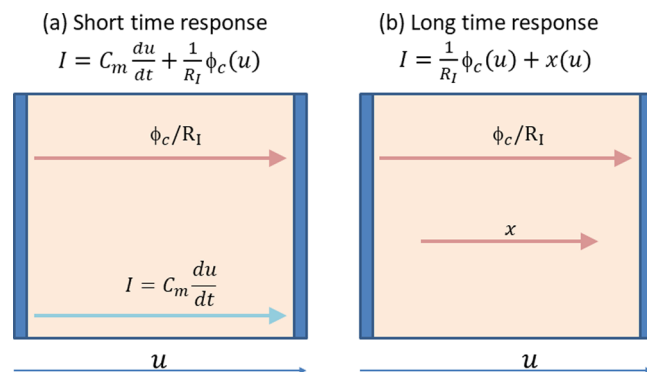 (a) Short time response
I = C_m du/dt + 1/R_I ϕ_c(u)
ϕ_c/R_I
I = C_m du/dt
u
(b) Long time response
I = 1/R_I ϕ_c(u) + x(u)
ϕ_c/R_I
x
u